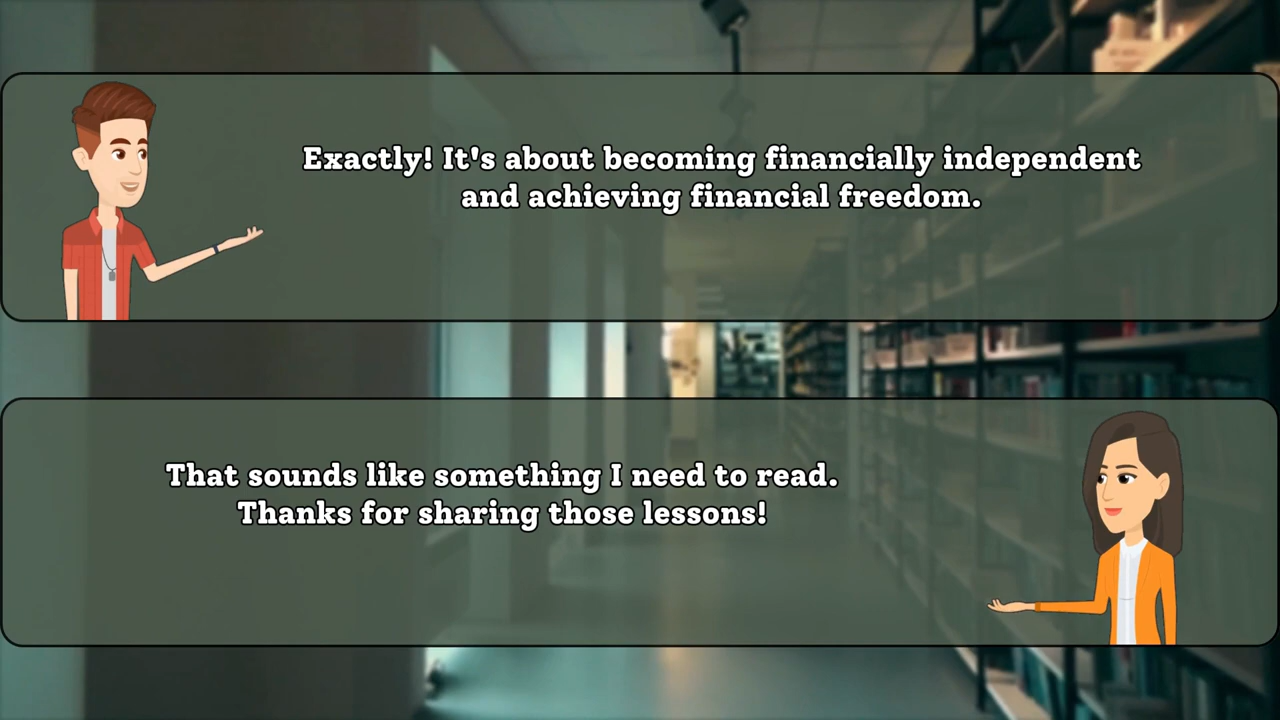 Exactly! It's about becoming financially independent
and achieving financial freedom.
That sounds like something I need to read.
Thanks for sharing those lessons!